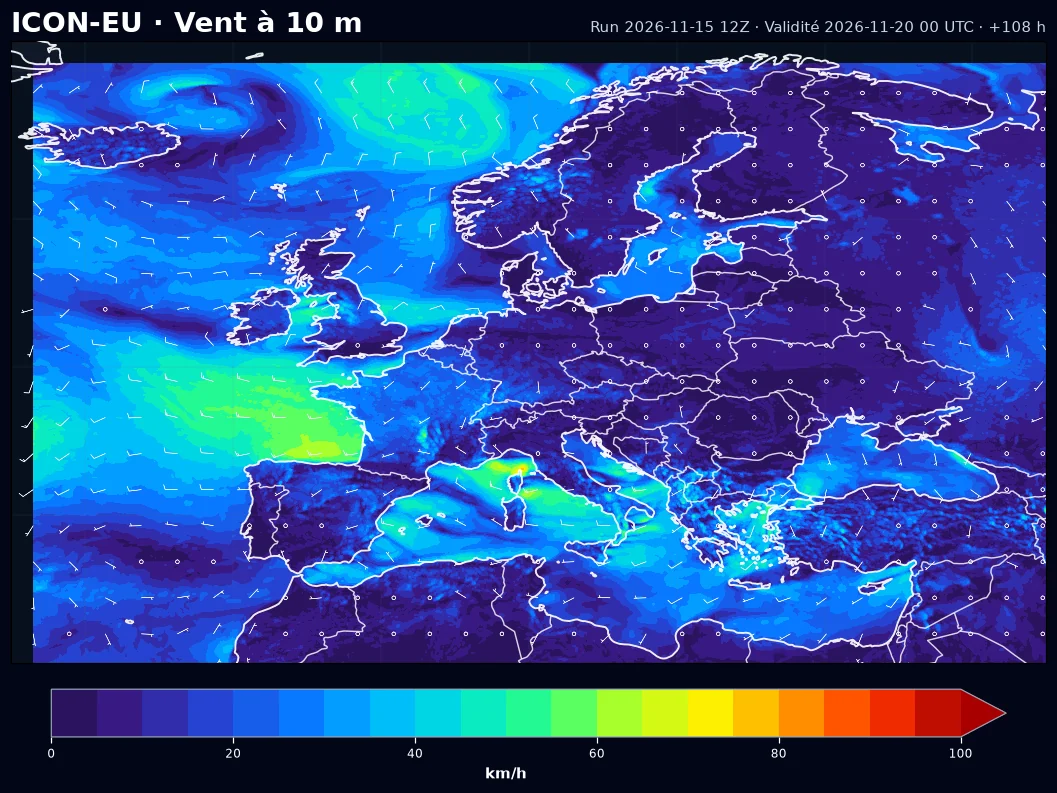 ICON-EU · Vent à 10 m
Run 2026-11-15 12Z · Validité 2026-11-20 00 UTC · +108 h
0 20 40 60 80 100
km/h